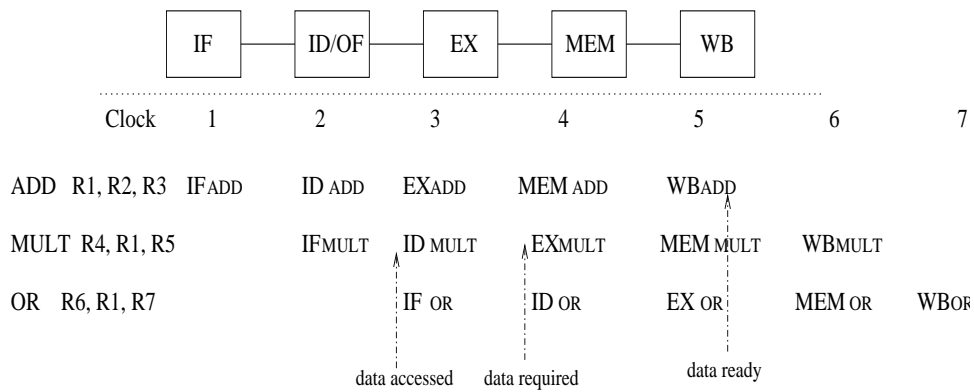 IF ID/OF EX MEM WB
Clock 1 2 3 4 5 6 7
ADD R1, R2, R3 IFADD ID ADD EXADD MEM ADD WBADD
MULT R4, R1, R5 IFMULT ID MULT EXMULT MEM MULT WBMULT
OR R6, R1, R7 IF OR ID OR EX OR MEM OR WBOR
data accessed data required data ready